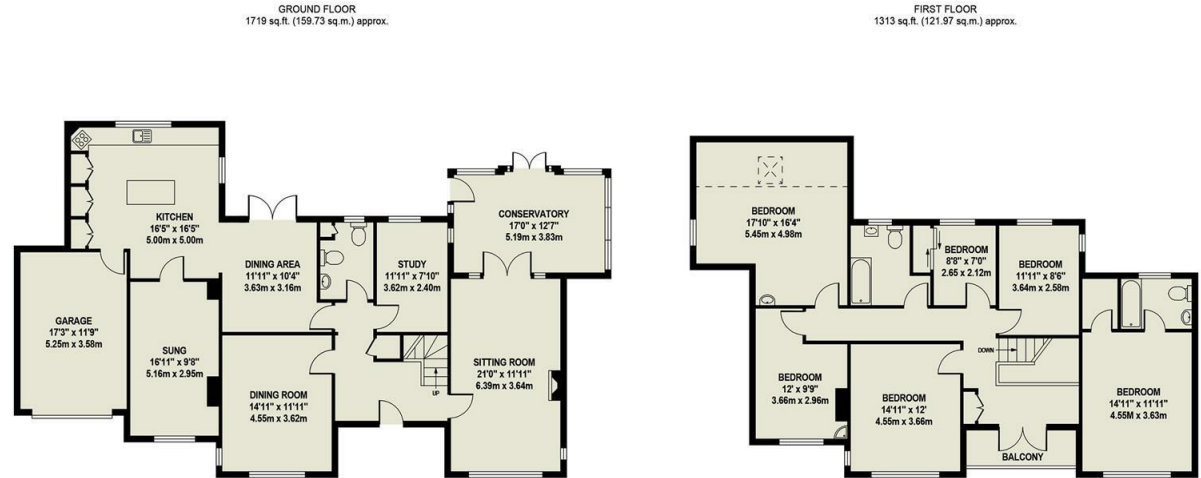 GROUND FLOOR
1719 sq.ft. (159.73 sq.m.) approx.
KITCHEN
16'5" x 16'5"
5.00m x 5.00m
DINING AREA
11'11" x 10'4"
3.63m x 3.16m
STUDY
11'11" x 7'10"
3.62m x 2.40m
CONSERVATORY
17'0" x 12'7"
5.19m x 3.83m
GARAGE
17'3" x 11'9"
5.25m x 3.58m
SUNG
16'11" x 9'8"
5.16m x 2.95m
DINING ROOM
14'11" x 11'11"
4.55m x 3.62m
UP
SITTING ROOM
21'0" x 11'11"
6.39m x 3.64m
FIRST FLOOR
1313 sq.ft. (121.97 sq.m.) approx.
BEDROOM
17'10" x 16'4"
5.45m x 4.98m
BEDROOM
8'8" x 7'0"
2.65 x 2.12m
BEDROOM
11'11" x 8'6"
3.64m x 2.58m
DOWN
BEDROOM
12' x 9'9"
3.66m x 2.96m
BEDROOM
14'11" x 12'
4.55m x 3.66m
BEDROOM
14'11" x 11'11"
4.55M x 3.63m
BALCONY